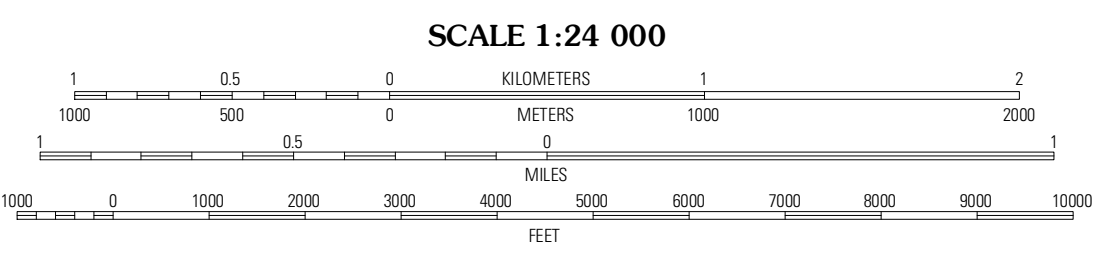 SCALE 1:24 000
1 0.5 0 KILOMETERS 1 2
1000 500 0 METERS 1000 2000
1 0.5 0 1
MILES
1000 0 1000 2000 3000 4000 5000 6000 7000 8000 9000 10000
FEET